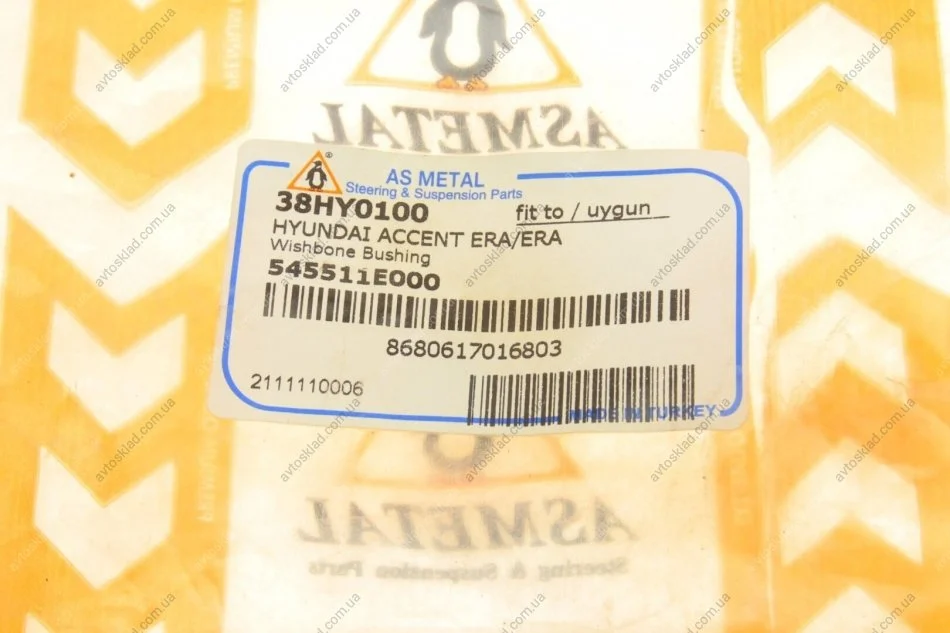 ASMETAL
AS METAL
Steering & Suspension Parts
38HY0100
fit to / uygun
HYUNDAI ACCENT ERA/ERA
Wishbone Bushing
545511E000
8680617016803
2111110006
MADE IN TURKEY
ASMETAL
Steering & Suspension Parts
avtosklad.com.ua